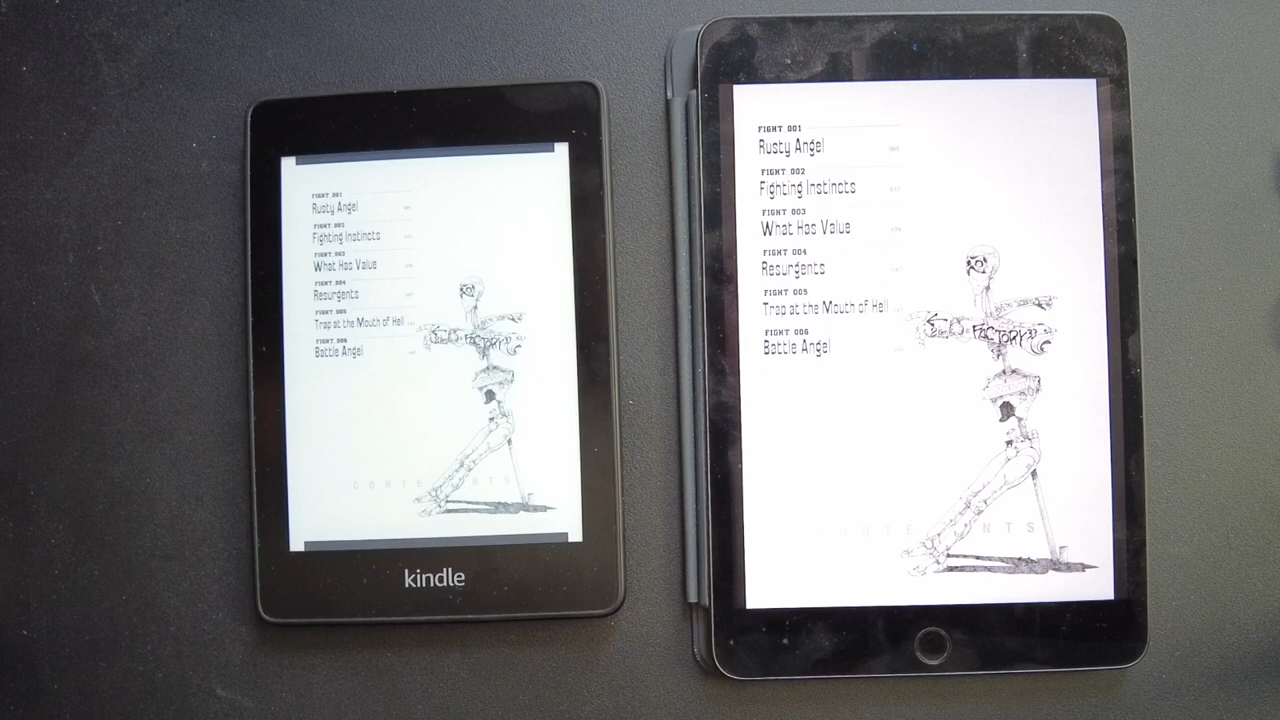 FIGHT 001
Rusty Angel
FIGHT 002
Fighting Instincts
FIGHT 003
What Has Value
FIGHT 004
Resurgents
FIGHT 005
Trap at the Mouth of Hell
FIGHT 006
Battle Angel
FACTORY
CONTENTS
kindle
FIGHT 001
Rusty Angel
FIGHT 002
Fighting Instincts
FIGHT 003
What Has Value
FIGHT 004
Resurgents
FIGHT 005
Trap at the Mouth of Hell
FIGHT 006
Battle Angel
FACTORY
CONTENTS